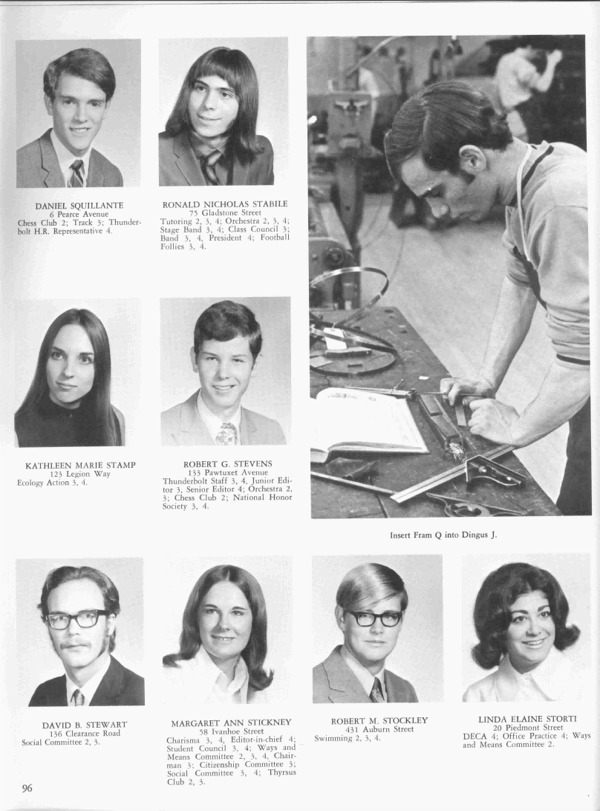 DANIEL SQUILLANTE
6 Pearce Avenue
Chess Club 2; Track 3; Thunder-
bolt H.R. Representative 4.
RONALD NICHOLAS STABILE
75 Gladstone Street
Tutoring 2, 3, 4; Orchestra 2, 3, 4;
Stage Band 3, 4; Class Council 3;
Band 3, 4, President 4; Football
Follies 3, 4.
KATHLEEN MARIE STAMP
123 Legion Way
Ecology Action 3, 4.
ROBERT G. STEVENS
133 Pawtuxet Avenue
Thunderbolt Staff 3, 4, Junior Edi-
tor 3, Senior Editor 4; Orchestra 2,
3; Chess Club 2; National Honor
Society 3, 4.
Insert Fram Q into Dingus J.
DAVID B. STEWART
136 Clearance Road
Social Committee 2, 3.
MARGARET ANN STICKNEY
58 Ivanhoe Street
Charisma 3, 4, Editor-in-chief 4;
Student Council 3, 4; Ways and
Means Committee 2, 3, 4, Chair-
man 3; Citizenship Committee 3;
Social Committee 3, 4; Thyrsus
Club 2, 3.
ROBERT M. STOCKLEY
431 Auburn Street
Swimming 2, 3, 4.
LINDA ELAINE STORTI
20 Piedmont Street
DECA 4; Office Practice 4; Ways
and Means Committee 2.
96